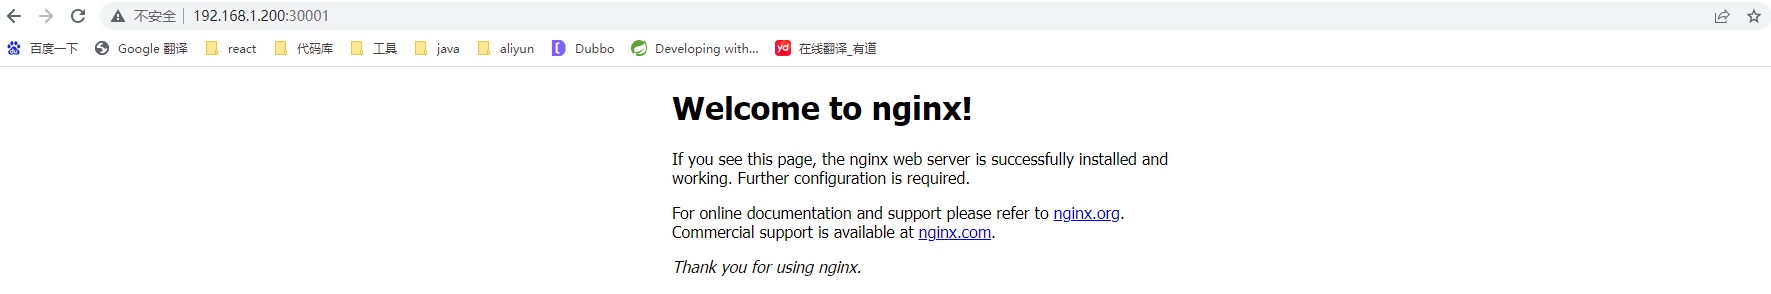 不安全 192.168.1.200:30001
百度一下 Google 翻译 react 代码库 工具 java aliyun Dubbo Developing with... yd 在线翻译_有道
Welcome to nginx!
If you see this page, the nginx web server is successfully installed and
working. Further configuration is required.
For online documentation and support please refer to nginx.org.
Commercial support is available at nginx.com.
Thank you for using nginx.